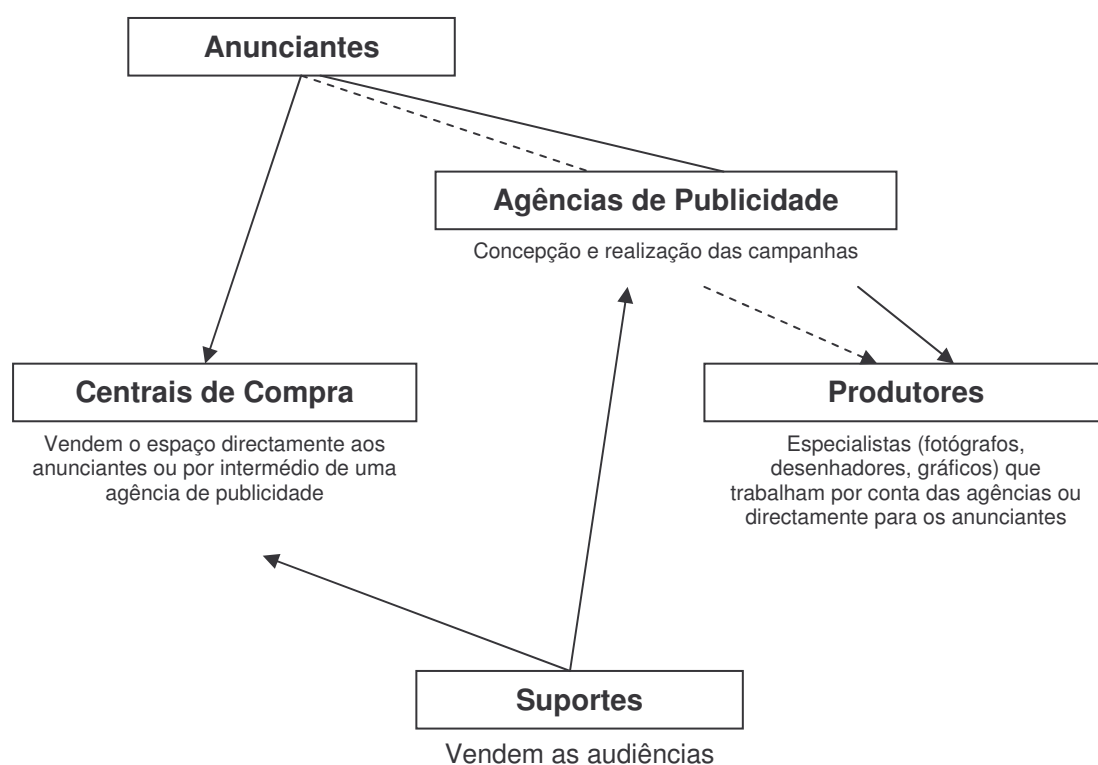 Anunciantes
Agências de Publicidade
Concepção e realização das campanhas
Centrais de Compra
Vendem o espaço directamente aos
anunciantes ou por intermédio de uma
agência de publicidade
Produtores
Especialistas (fotógrafos,
desenhadores, gráficos) que
trabalham por conta das agências ou
directamente para os anunciantes
Suportes
Vendem as audiências